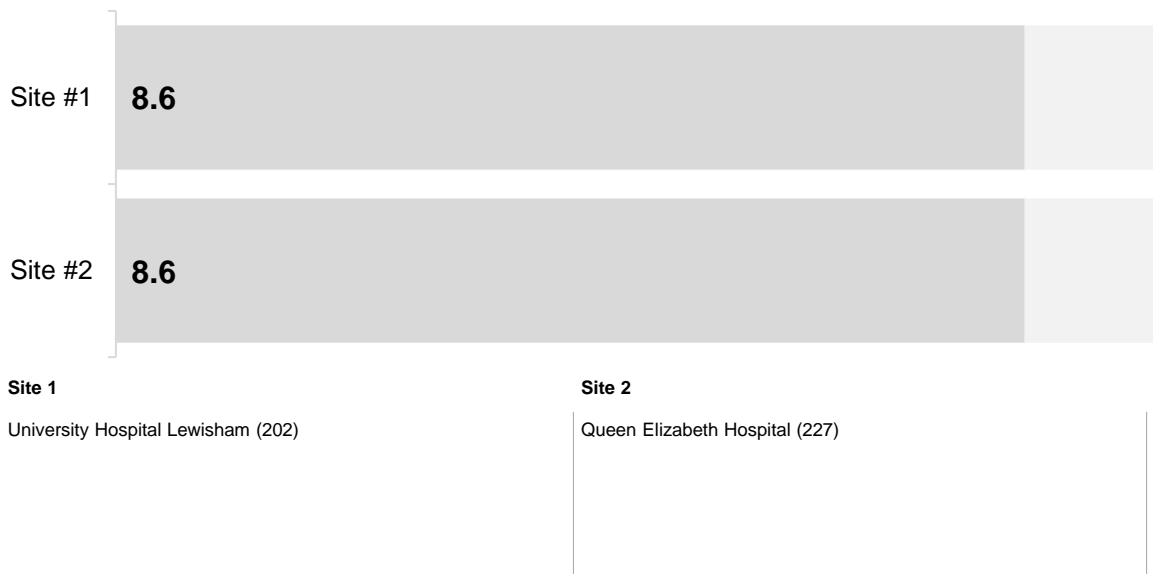 Site #1
8.6
Site #2
8.6
Site 1
Site 2
University Hospital Lewisham (202)
Queen Elizabeth Hospital (227)